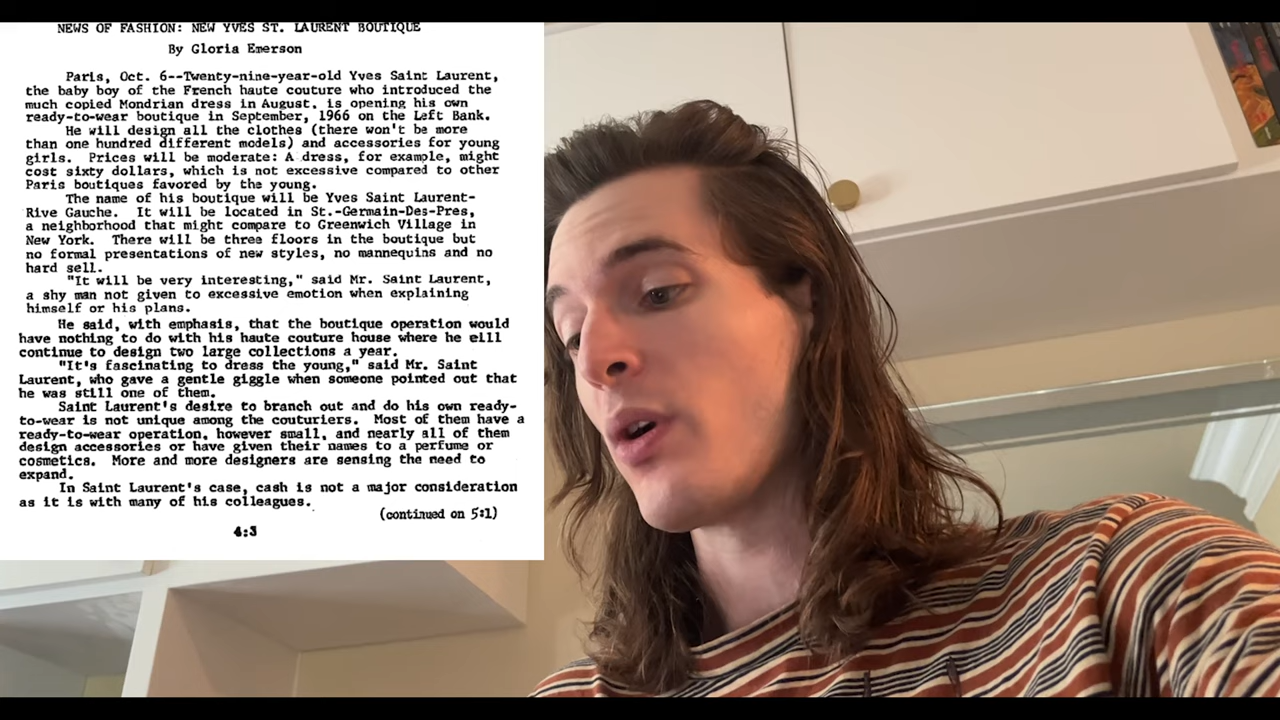 NEWS OF FASHION: NEW YVES ST. LAURENT BOUTIQUE
By Gloria Emerson
Paris, Oct. 6--Twenty-nine-year-old Yves Saint Laurent,
the baby boy of the French haute couture who introduced the
much copied Mondrian dress in August, is opening his own
ready-to-wear boutique in September, 1966 on the Left Bank.
He will design all the clothes (there won't be more
than one hundred different models) and accessories for young
girls. Prices will be moderate: A dress, for example, might
cost sixty dollars, which is not excessive compared to other
Paris boutiques favored by the young.
The name of his boutique will be Yves Saint Laurent-
Rive Gauche. It will be located in St.-Germain-Des-Pres,
a neighborhood that might compare to Greenwich Village in
New York. There will be three floors in the boutique but
no formal presentations of new styles, no mannequins and no
hard sell.
"It will be very interesting," said Mr. Saint Laurent,
a shy man not given to excessive emotion when explaining
himself or his plans.
He said, with emphasis, that the boutique operation would
have nothing to do with his haute couture house where he eill
continue to design two large collections a year.
"It's fascinating to dress the young," said Mr. Saint
Laurent, who gave a gentle giggle when someone pointed out that
he was still one of them.
Saint Laurent's desire to branch out and do his own ready-
to-wear is not unique among the couturiers. Most of them have a
ready-to-wear operation, however small, and nearly all of them
design accessories or have given their names to a perfume or
cosmetics. More and more designers are sensing the need to
expand.
In Saint Laurent's case, cash is not a major consideration
as it is with many of his colleagues.
(continued on 5:1)
4:3